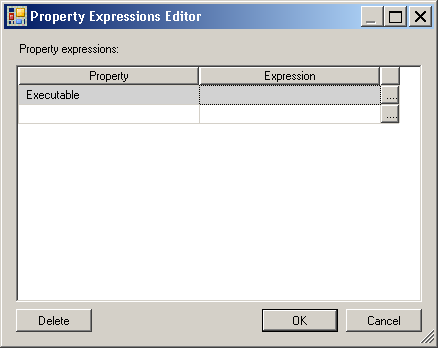 Property Expressions Editor
Property expressions:
Property Expression
Executable ...
...
Delete OK Cancel